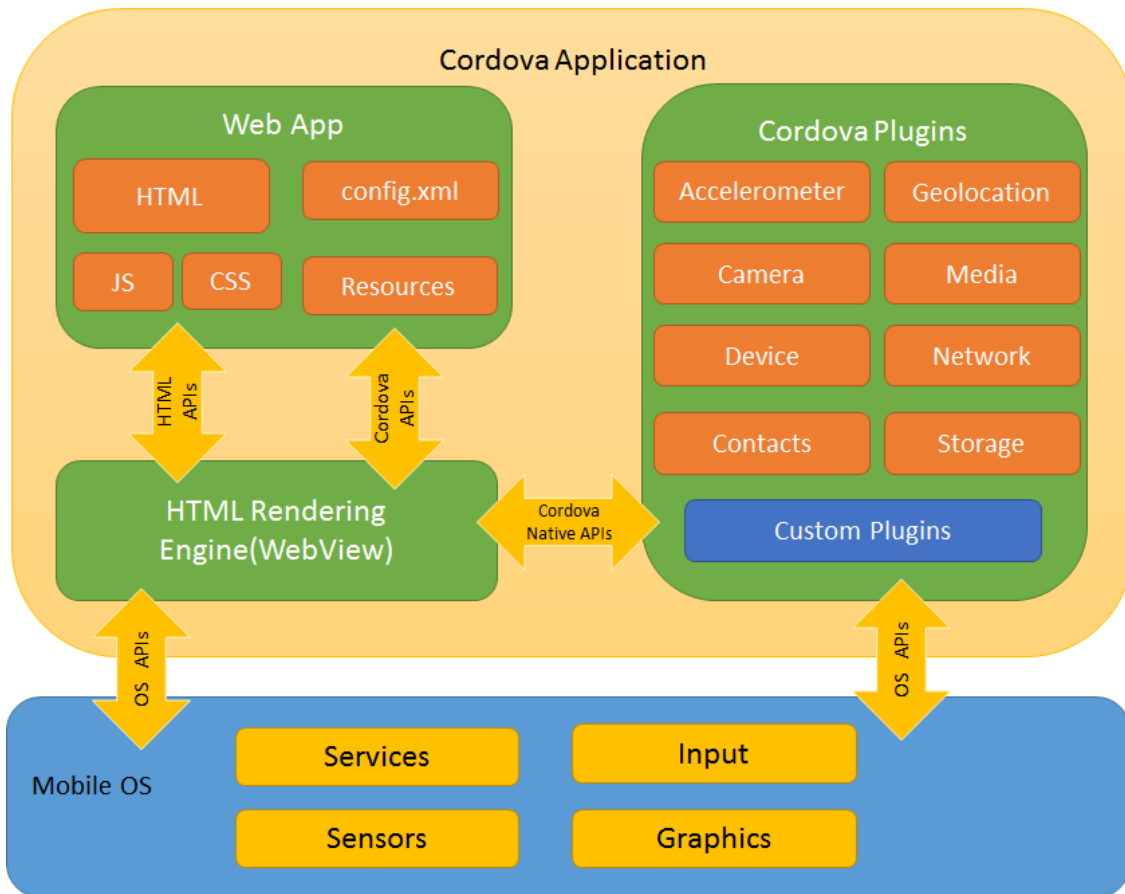 Cordova Application
Web App
HTML
config.xml
JS
CSS
Resources
HTML
APIs
Cordova
APIs
HTML Rendering
Engine(WebView)
Cordova
Native APIs
Cordova Plugins
Accelerometer
Geolocation
Camera
Media
Device
Network
Contacts
Storage
Custom Plugins
OS APIs
OS APIs
Mobile OS
Services
Input
Sensors
Graphics